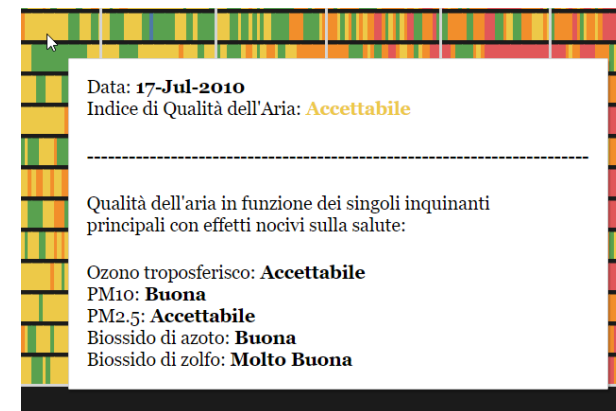 Data: 17-Jul-2010
Indice di Qualità dell'Aria: Accettabile
------------------------------------------------------------------------
Qualità dell'aria in funzione dei singoli inquinanti
principali con effetti nocivi sulla salute:
Ozono troposferisco: Accettabile
PM10: Buona
PM2.5: Accettabile
Biossido di azoto: Buona
Biossido di zolfo: Molto Buona